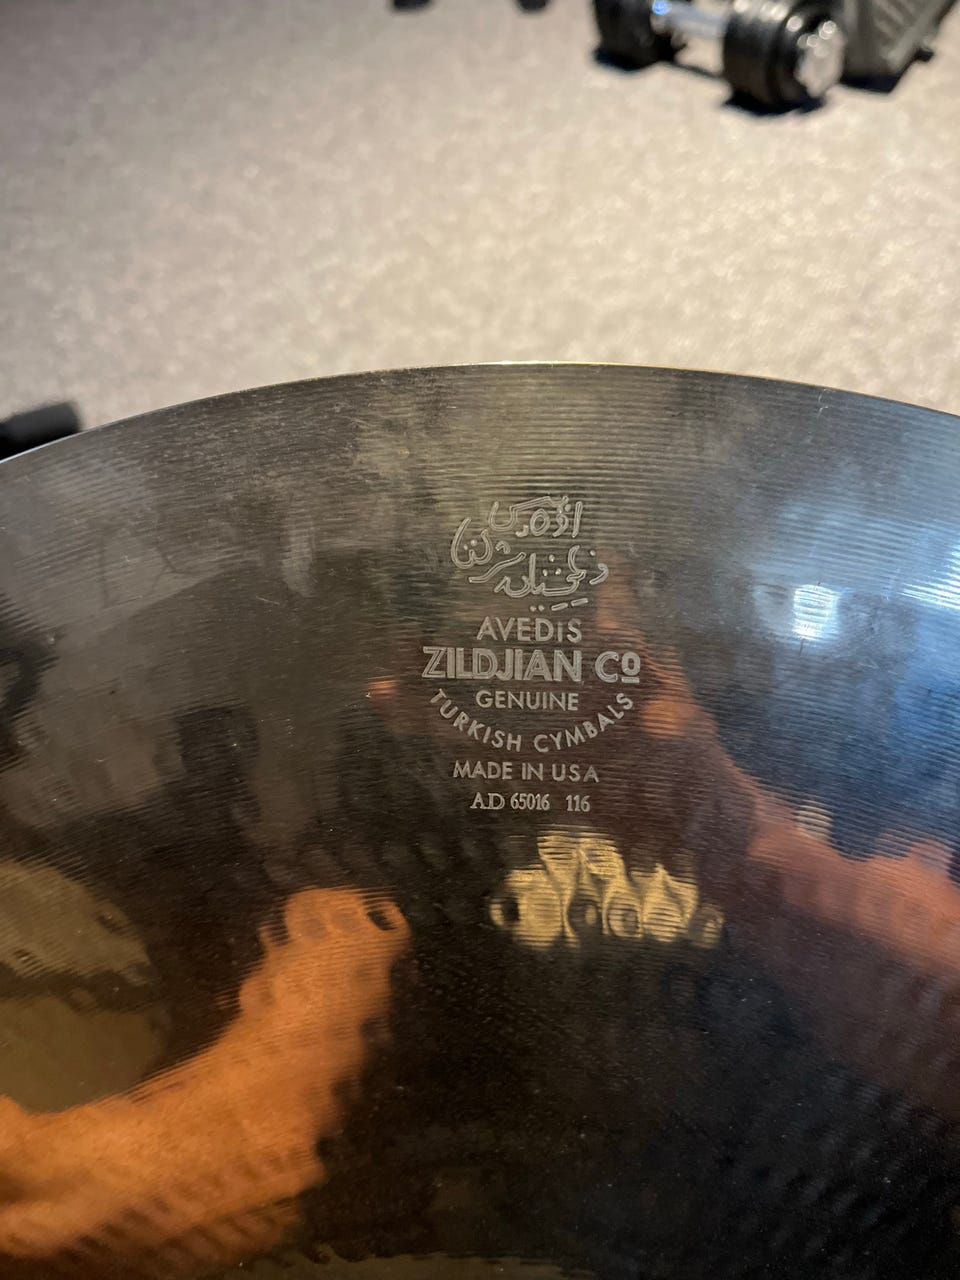 AVEDIS
ZILDJIAN Co
GENUINE
TURKISH CYMBALS
MADE IN USA
AD 65016 116